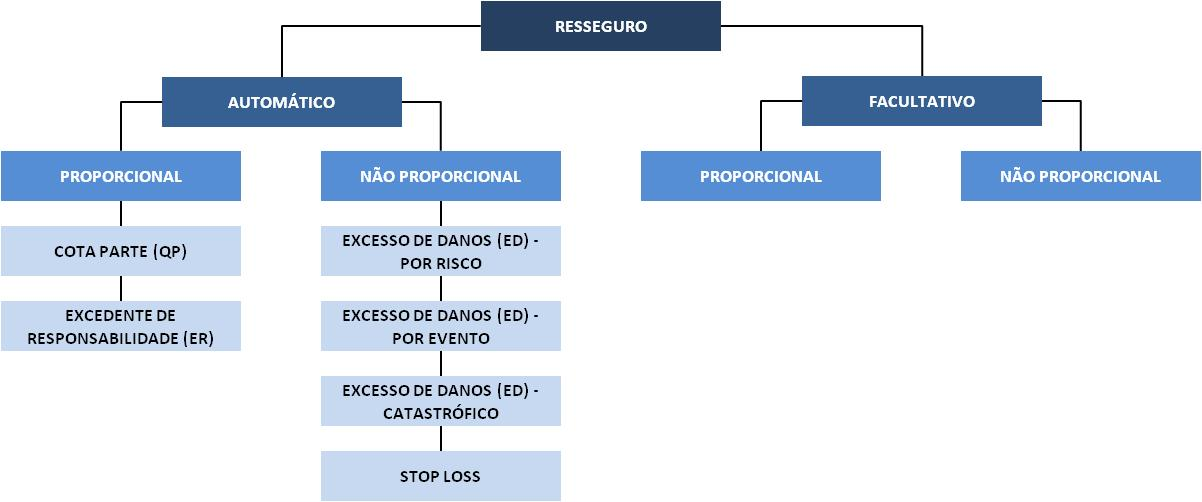 RESSEGURO
AUTOMÁTICO
FACULTATIVO
PROPORCIONAL
NÃO PROPORCIONAL
PROPORCIONAL
NÃO PROPORCIONAL
COTA PARTE (QP)
EXCEDENTE DE
RESPONSABILIDADE (ER)
EXCESSO DE DANOS (ED) -
POR RISCO
EXCESSO DE DANOS (ED) -
POR EVENTO
EXCESSO DE DANOS (ED) -
CATASTRÓFICO
STOP LOSS